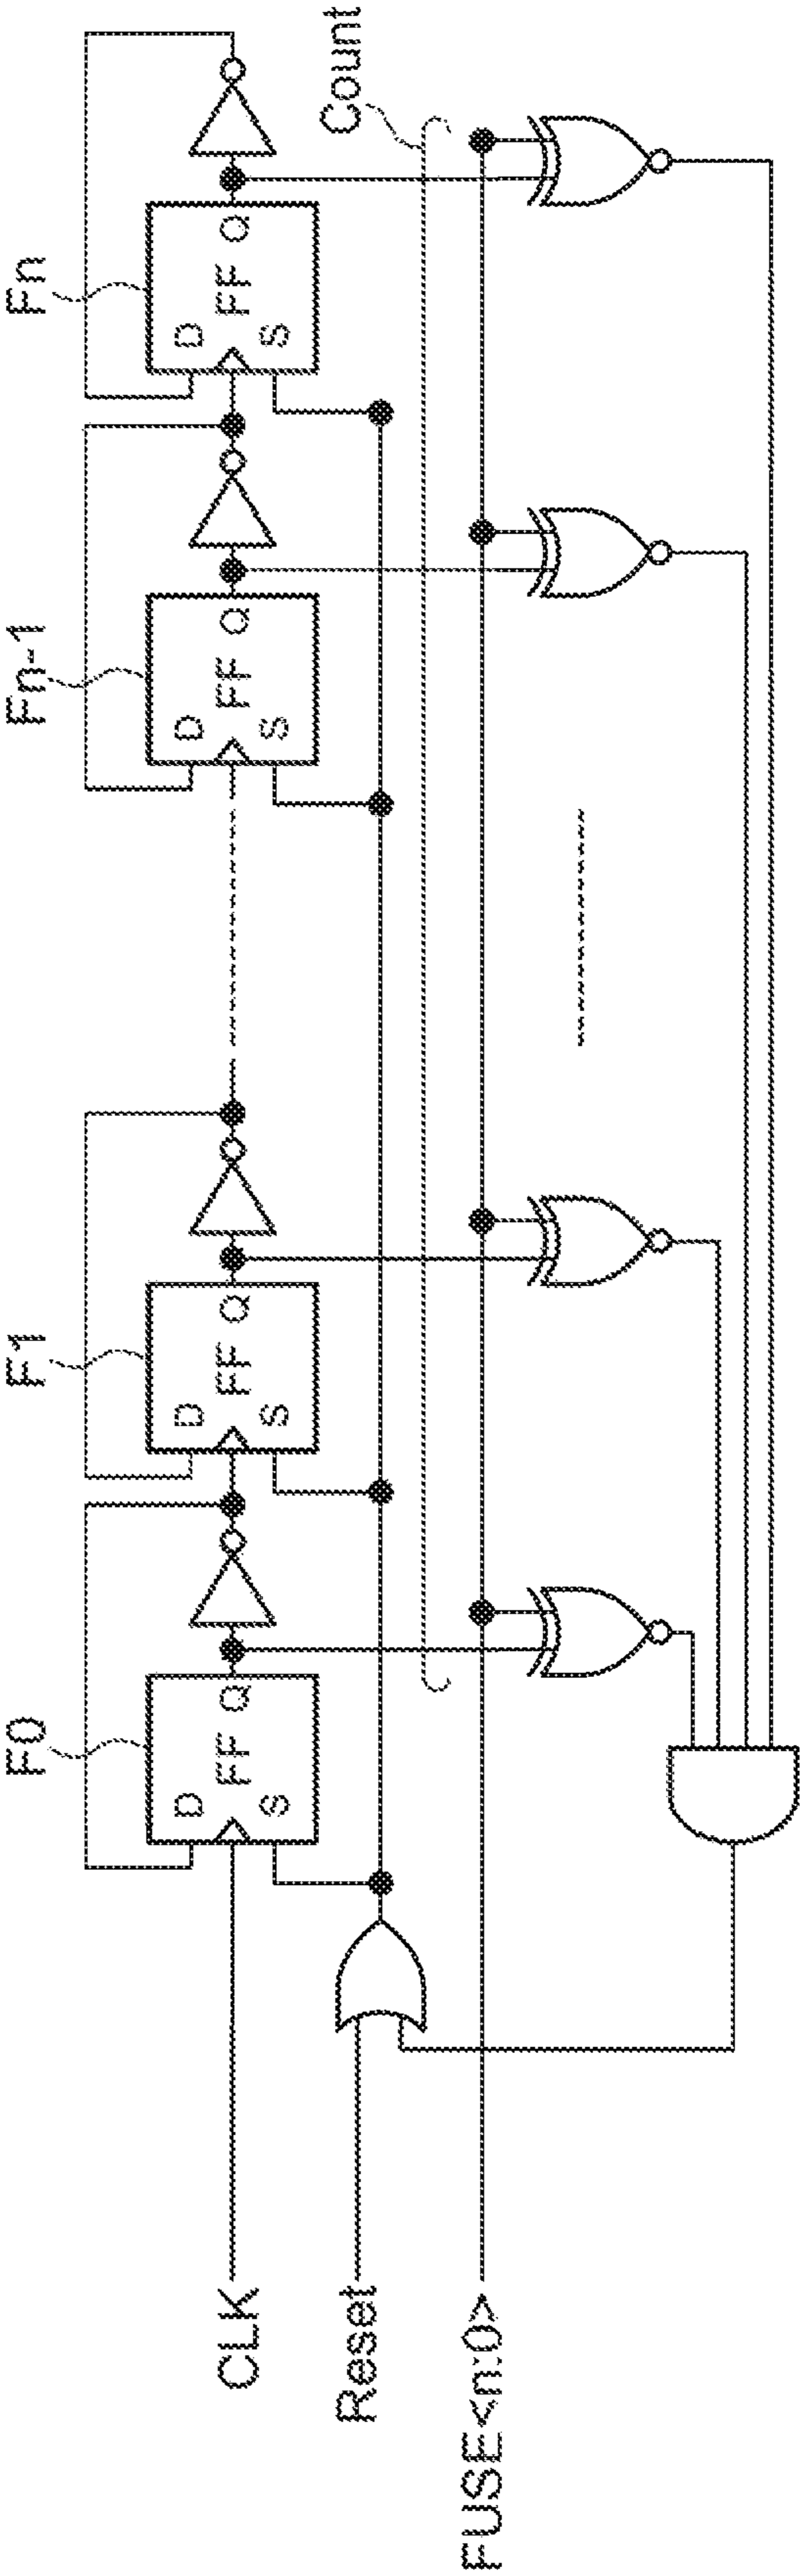 F0
F1
Fn-1
Fn
D
FF
Q
S
D
FF
Q
S
D
FF
Q
S
D
FF
Q
S
Count
CLK
Reset
FUSE<n:0>